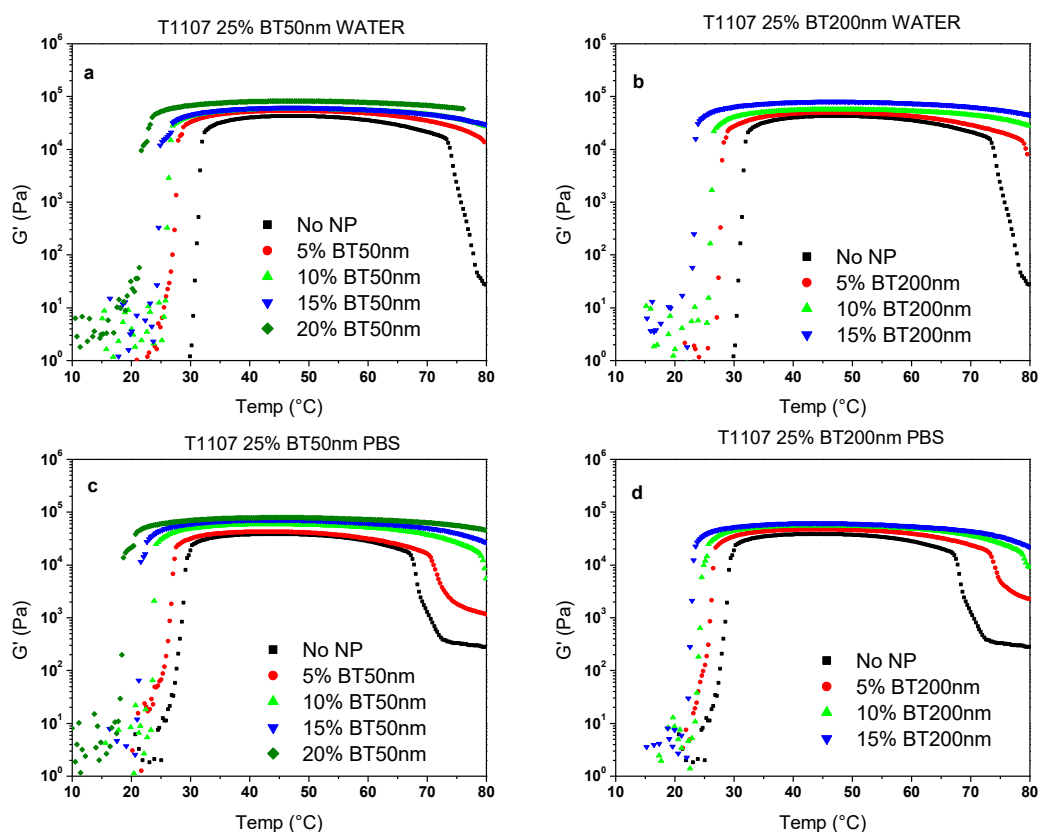 T1107 25% BT50nm WATER
a
G' (Pa)
10⁶
10⁵
10⁴
10³
10²
10¹
10⁰
No NP
5% BT50nm
10% BT50nm
15% BT50nm
20% BT50nm
10 20 30 40 50 60 70 80
Temp (°C)
T1107 25% BT200nm WATER
b
G' (Pa)
10⁶
10⁵
10⁴
10³
10²
10¹
10⁰
No NP
5% BT200nm
10% BT200nm
15% BT200nm
10 20 30 40 50 60 70 80
Temp (°C)
T1107 25% BT50nm PBS
c
G' (Pa)
10⁶
10⁵
10⁴
10³
10²
10¹
10⁰
No NP
5% BT50nm
10% BT50nm
15% BT50nm
20% BT50nm
10 20 30 40 50 60 70 80
Temp (°C)
T1107 25% BT200nm PBS
d
G' (Pa)
10⁶
10⁵
10⁴
10³
10²
10¹
10⁰
No NP
5% BT200nm
10% BT200nm
15% BT200nm
10 20 30 40 50 60 70 80
Temp (°C)